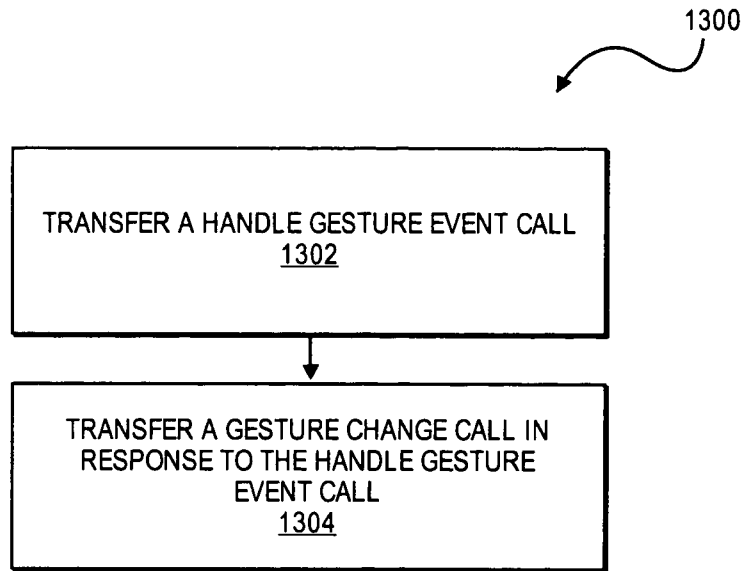 1300
TRANSFER A HANDLE GESTURE EVENT CALL
1302
TRANSFER A GESTURE CHANGE CALL IN
RESPONSE TO THE HANDLE GESTURE
EVENT CALL
1304